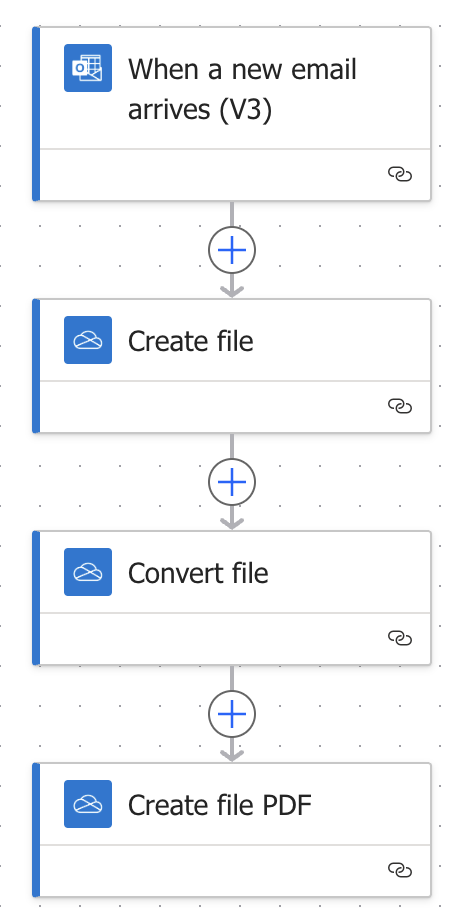 When a new email
arrives (V3)
Create file
Convert file
Create file PDF